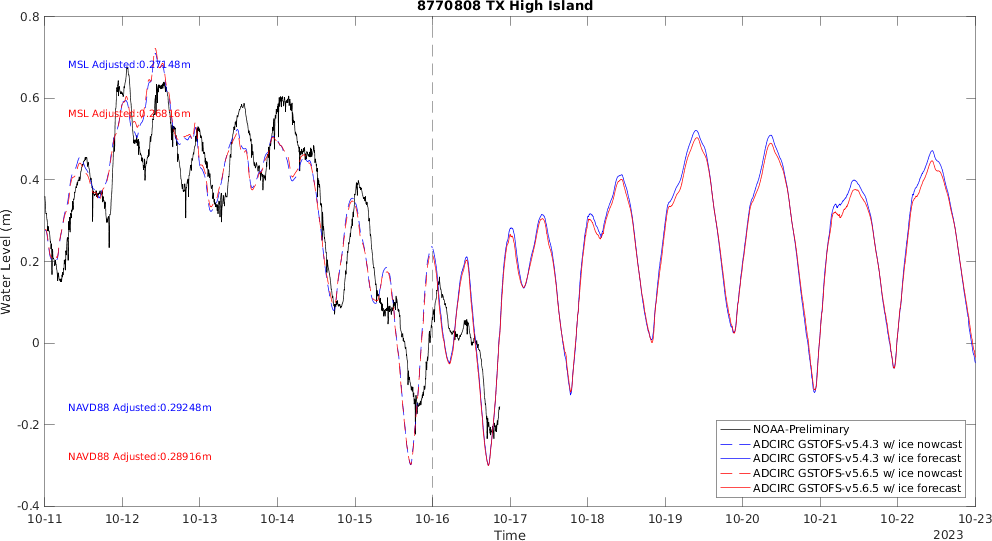 8770808 TX High Island
0.8
0.6
0.4
0.2
0
-0.2
-0.4
Water Level (m)
MSL Adjusted:0.27148m
MSL Adjusted:0.26816m
NAVD88 Adjusted:0.29248m
NAVD88 Adjusted:0.28916m
NOAA-Preliminary
ADCIRC GSTOFS-v5.4.3 w/ ice nowcast
ADCIRC GSTOFS-v5.4.3 w/ ice forecast
ADCIRC GSTOFS-v5.6.5 w/ ice nowcast
ADCIRC GSTOFS-v5.6.5 w/ ice forecast
10-11 10-12 10-13 10-14 10-15 10-16 10-17 10-18 10-19 10-20 10-21 10-22 10-23
Time
2023